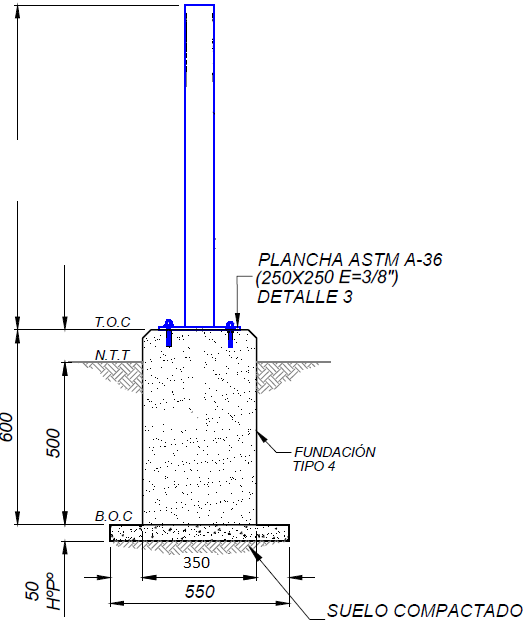 PLANCHA ASTM A-36
(250X250 E=3/8")
DETALLE 3
T.O.C
N.T.T
600
500
FUNDACIÓN
TIPO 4
B.O.C
350
50
HºPº
550
SUELO COMPACTADO